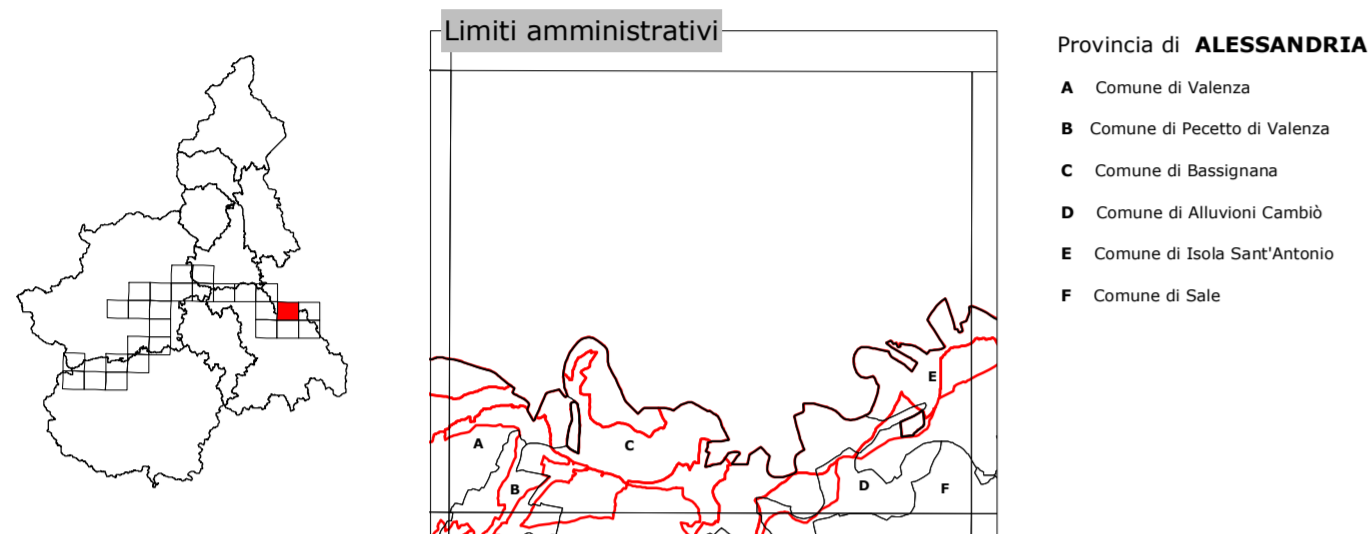 Limiti amministrativi
A
B
C
D
E
F
Provincia di ALESSANDRIA
A Comune di Valenza
B Comune di Pecetto di Valenza
C Comune di Bassignana
D Comune di Alluvioni Cambiò
E Comune di Isola Sant'Antonio
F Comune di Sale